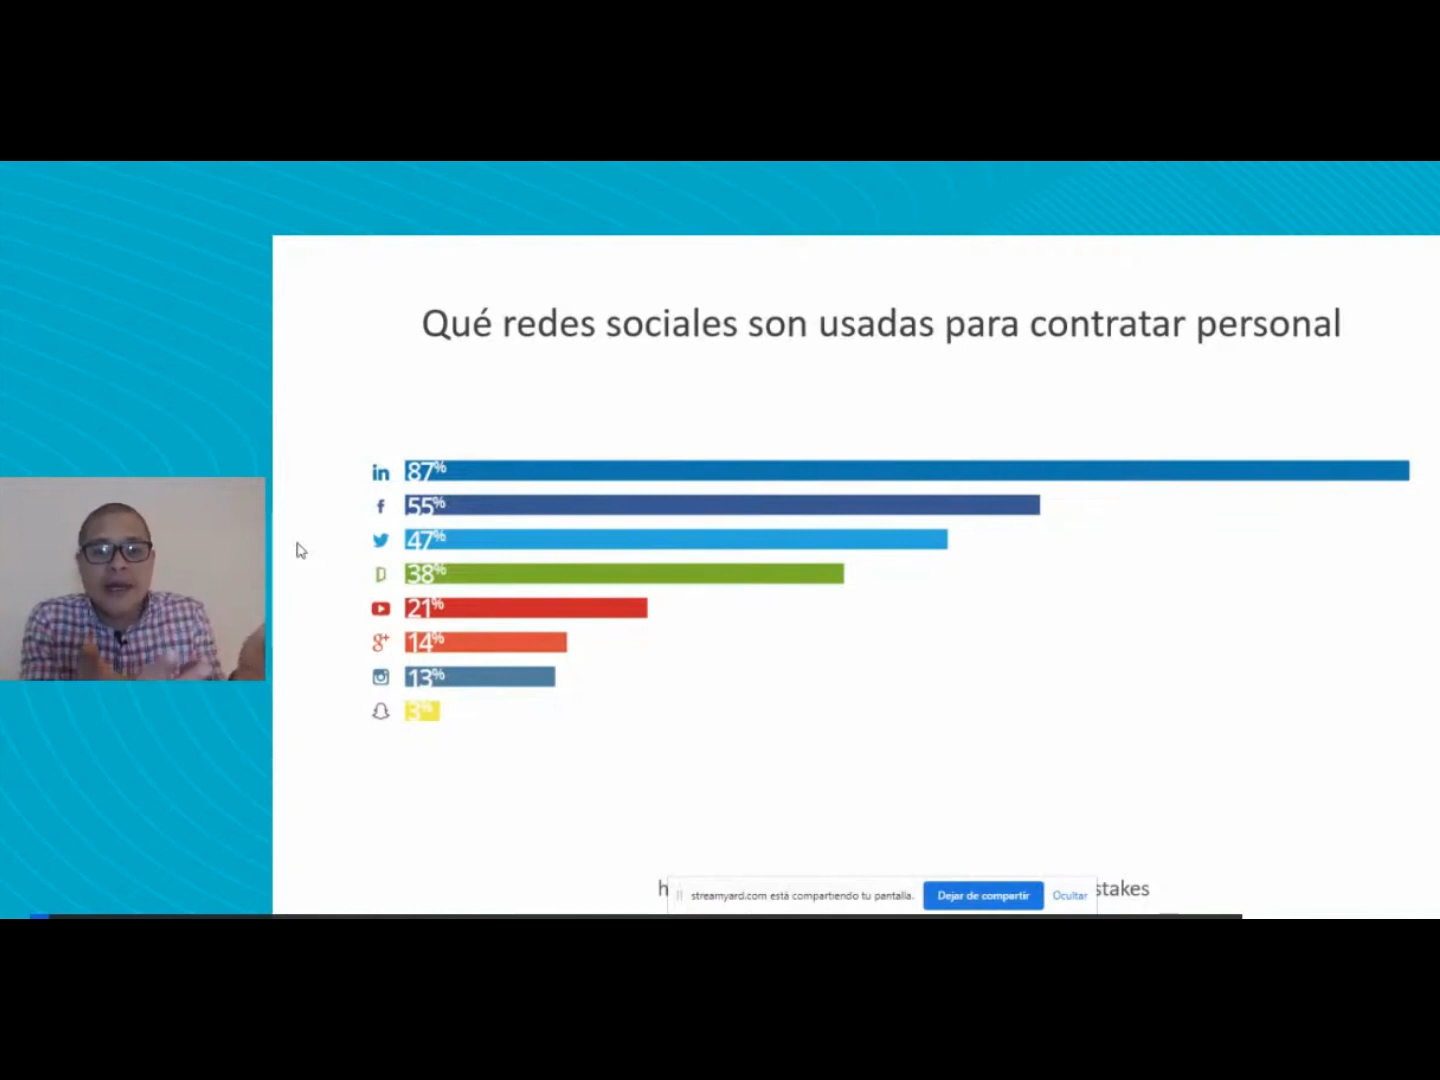 Qué redes sociales son usadas para contratar personal
in 87%
f 55%
47%
38%
21%
g+ 14%
13%
3%
streamyard.com está compartiendo tu pantalla. Dejar de compartir Ocultar